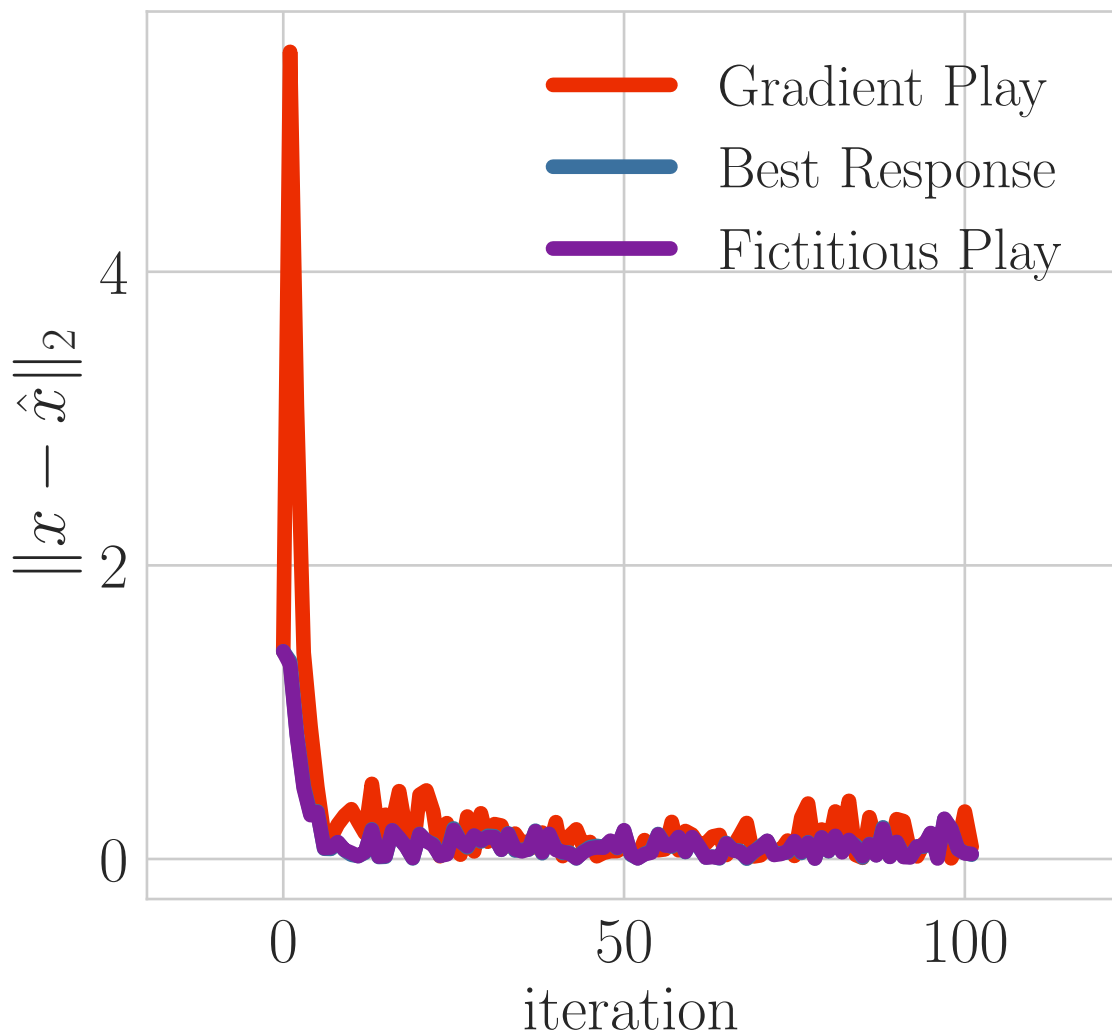 Gradient Play
Best Response
Fictitious Play
‖x − x̂‖₂
4
2
0
0
50
100
iteration